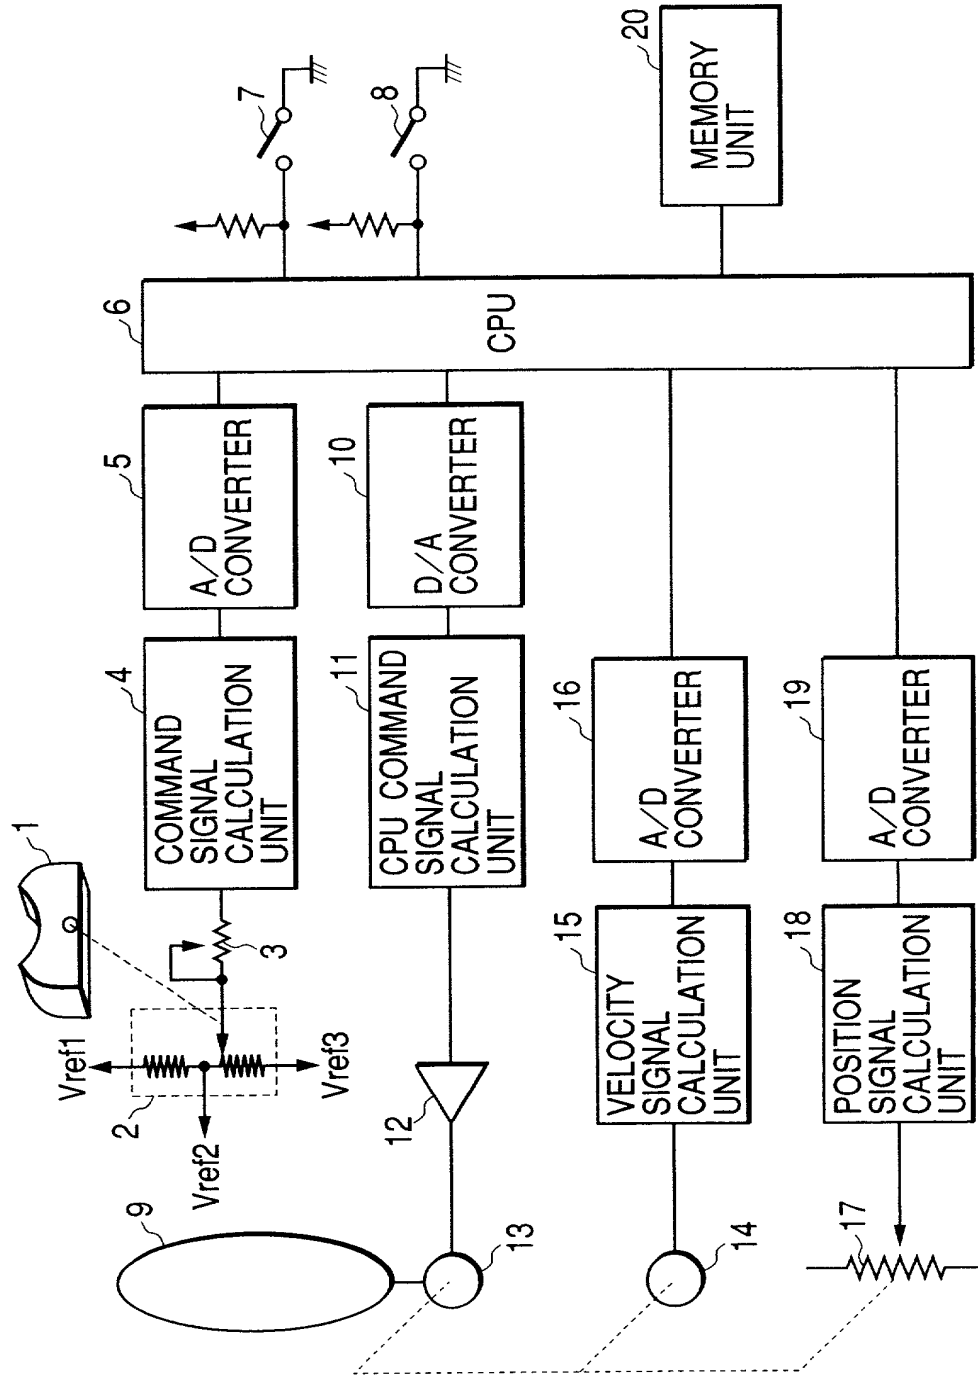 1
Vref1
2
Vref2
Vref3
3
4
COMMAND
SIGNAL
CALCULATION
UNIT
5
A/D
CONVERTER
6
CPU
7
8
9
10
D/A
CONVERTER
11
CPU COMMAND
SIGNAL
CALCULATION
UNIT
12
13
14
15
VELOCITY
SIGNAL
CALCULATION
UNIT
16
A/D
CONVERTER
17
18
POSITION
SIGNAL
CALCULATION
UNIT
19
A/D
CONVERTER
20
MEMORY
UNIT